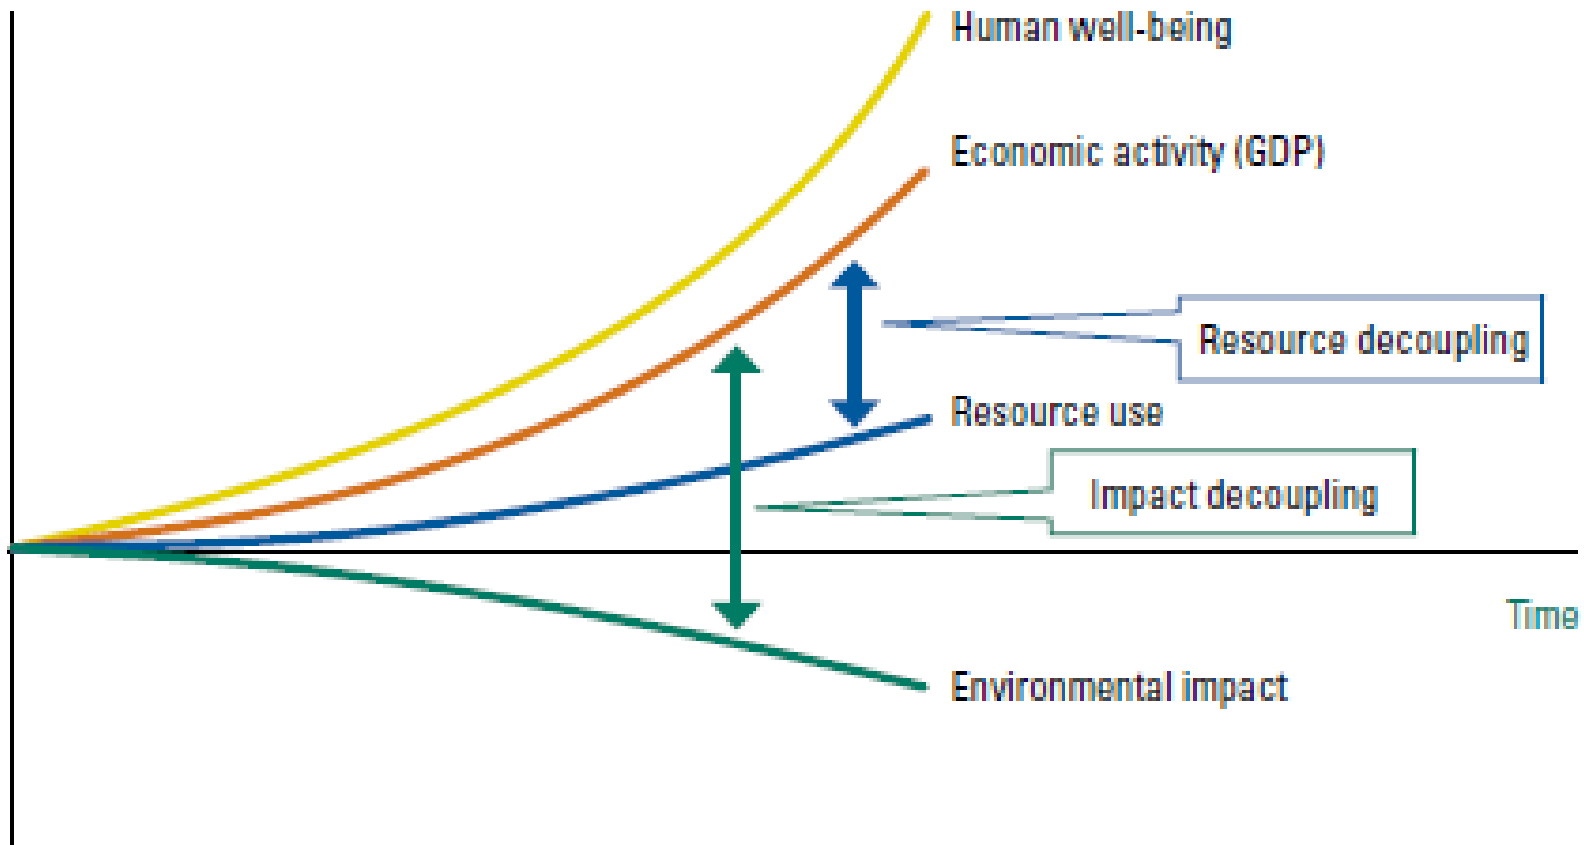 Human well-being
Economic activity (GDP)
Resource decoupling
Resource use
Impact decoupling
Time
Environmental impact